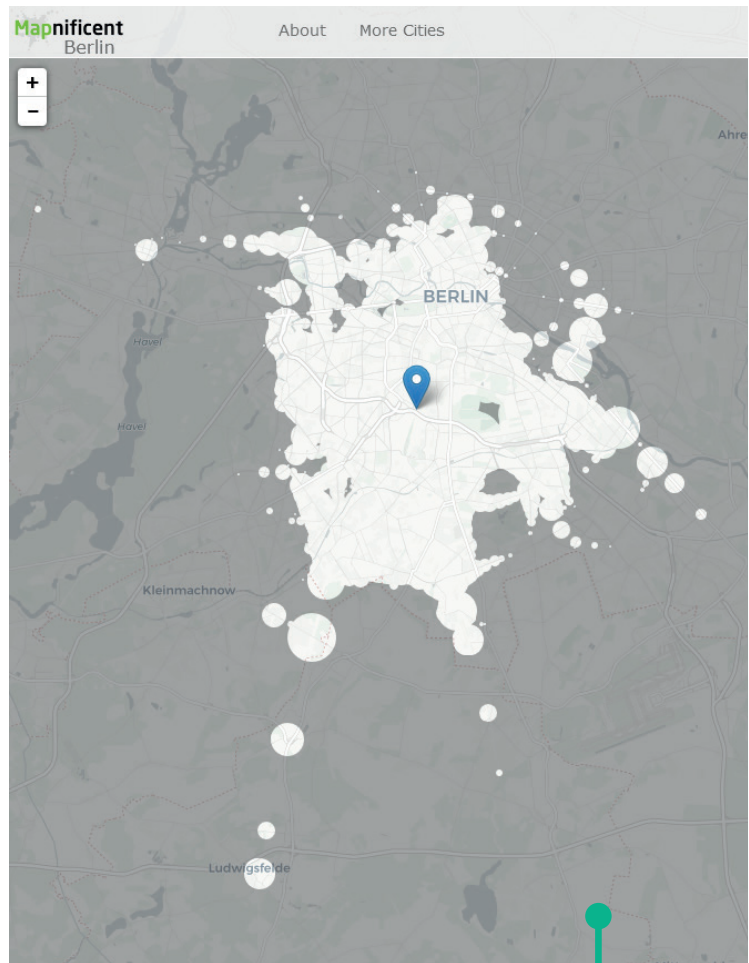 Mapnificent
Berlin
About
More Cities
+
−
Ahre
BERLIN
Havel
Havel
Kleinmachnow
Ludwigsfelde